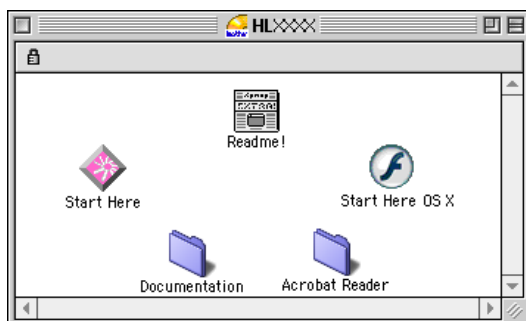 HLXXXX
Readme!
Start Here
Start Here OS X
Documentation
Acrobat Reader